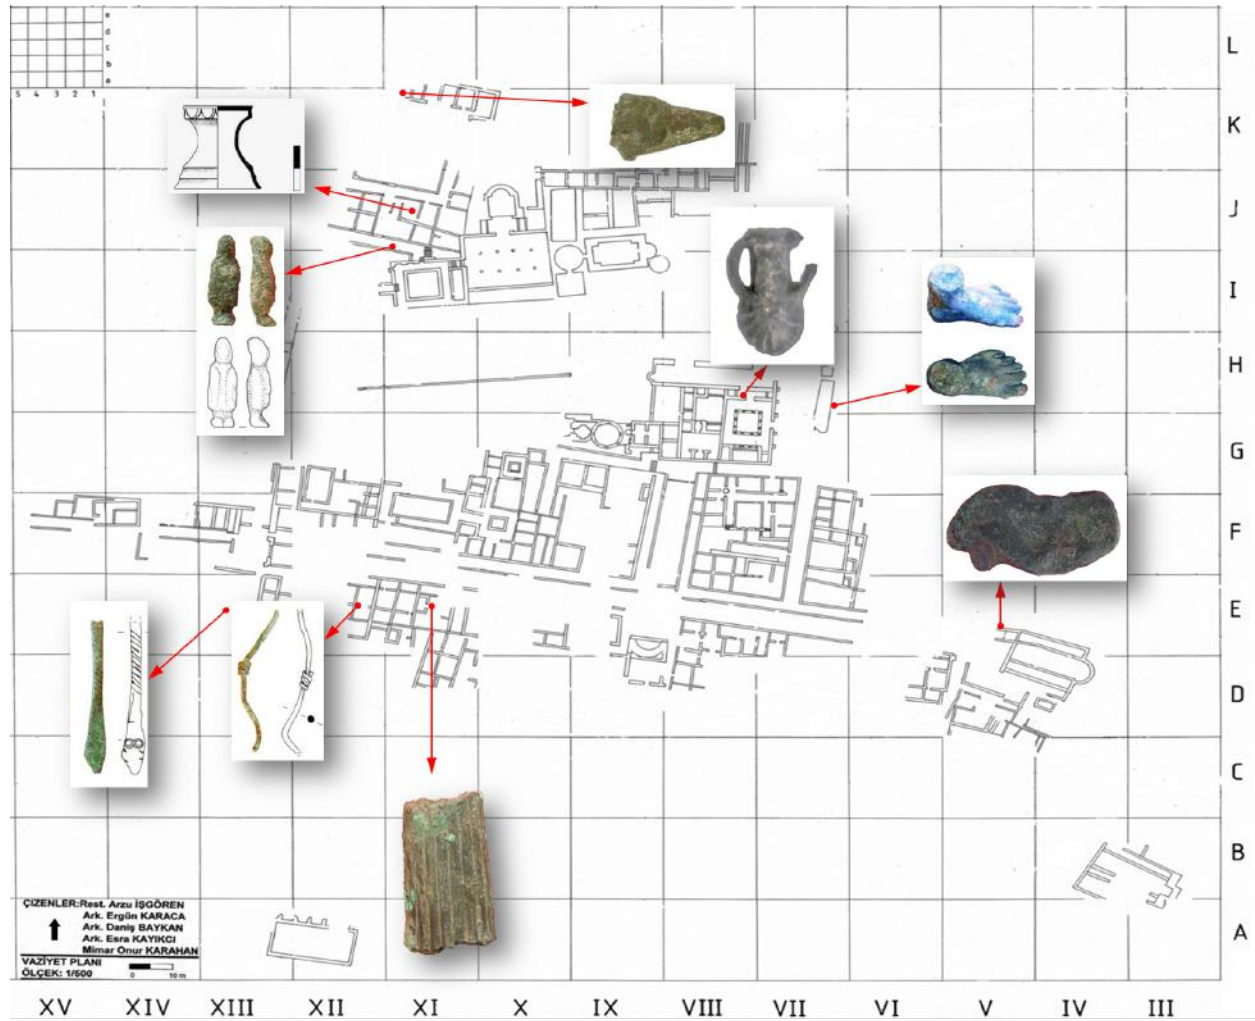 e
d
c
b
a
5 4 3 2 1
L
K
J
I
H
G
F
E
D
C
B
A
ÇİZENLER:Rest. Arzu İŞGÖREN
Ark. Ergün KARACA
Ark. Daniş BAYKAN
Ark. Esra KAYIKCI
Mimar Onur KARAHAN
VAZİYET PLANI
ÖLÇEK: 1/500
0 10 m
XV XIV XIII XII XI X IX VIII VII VI V IV III